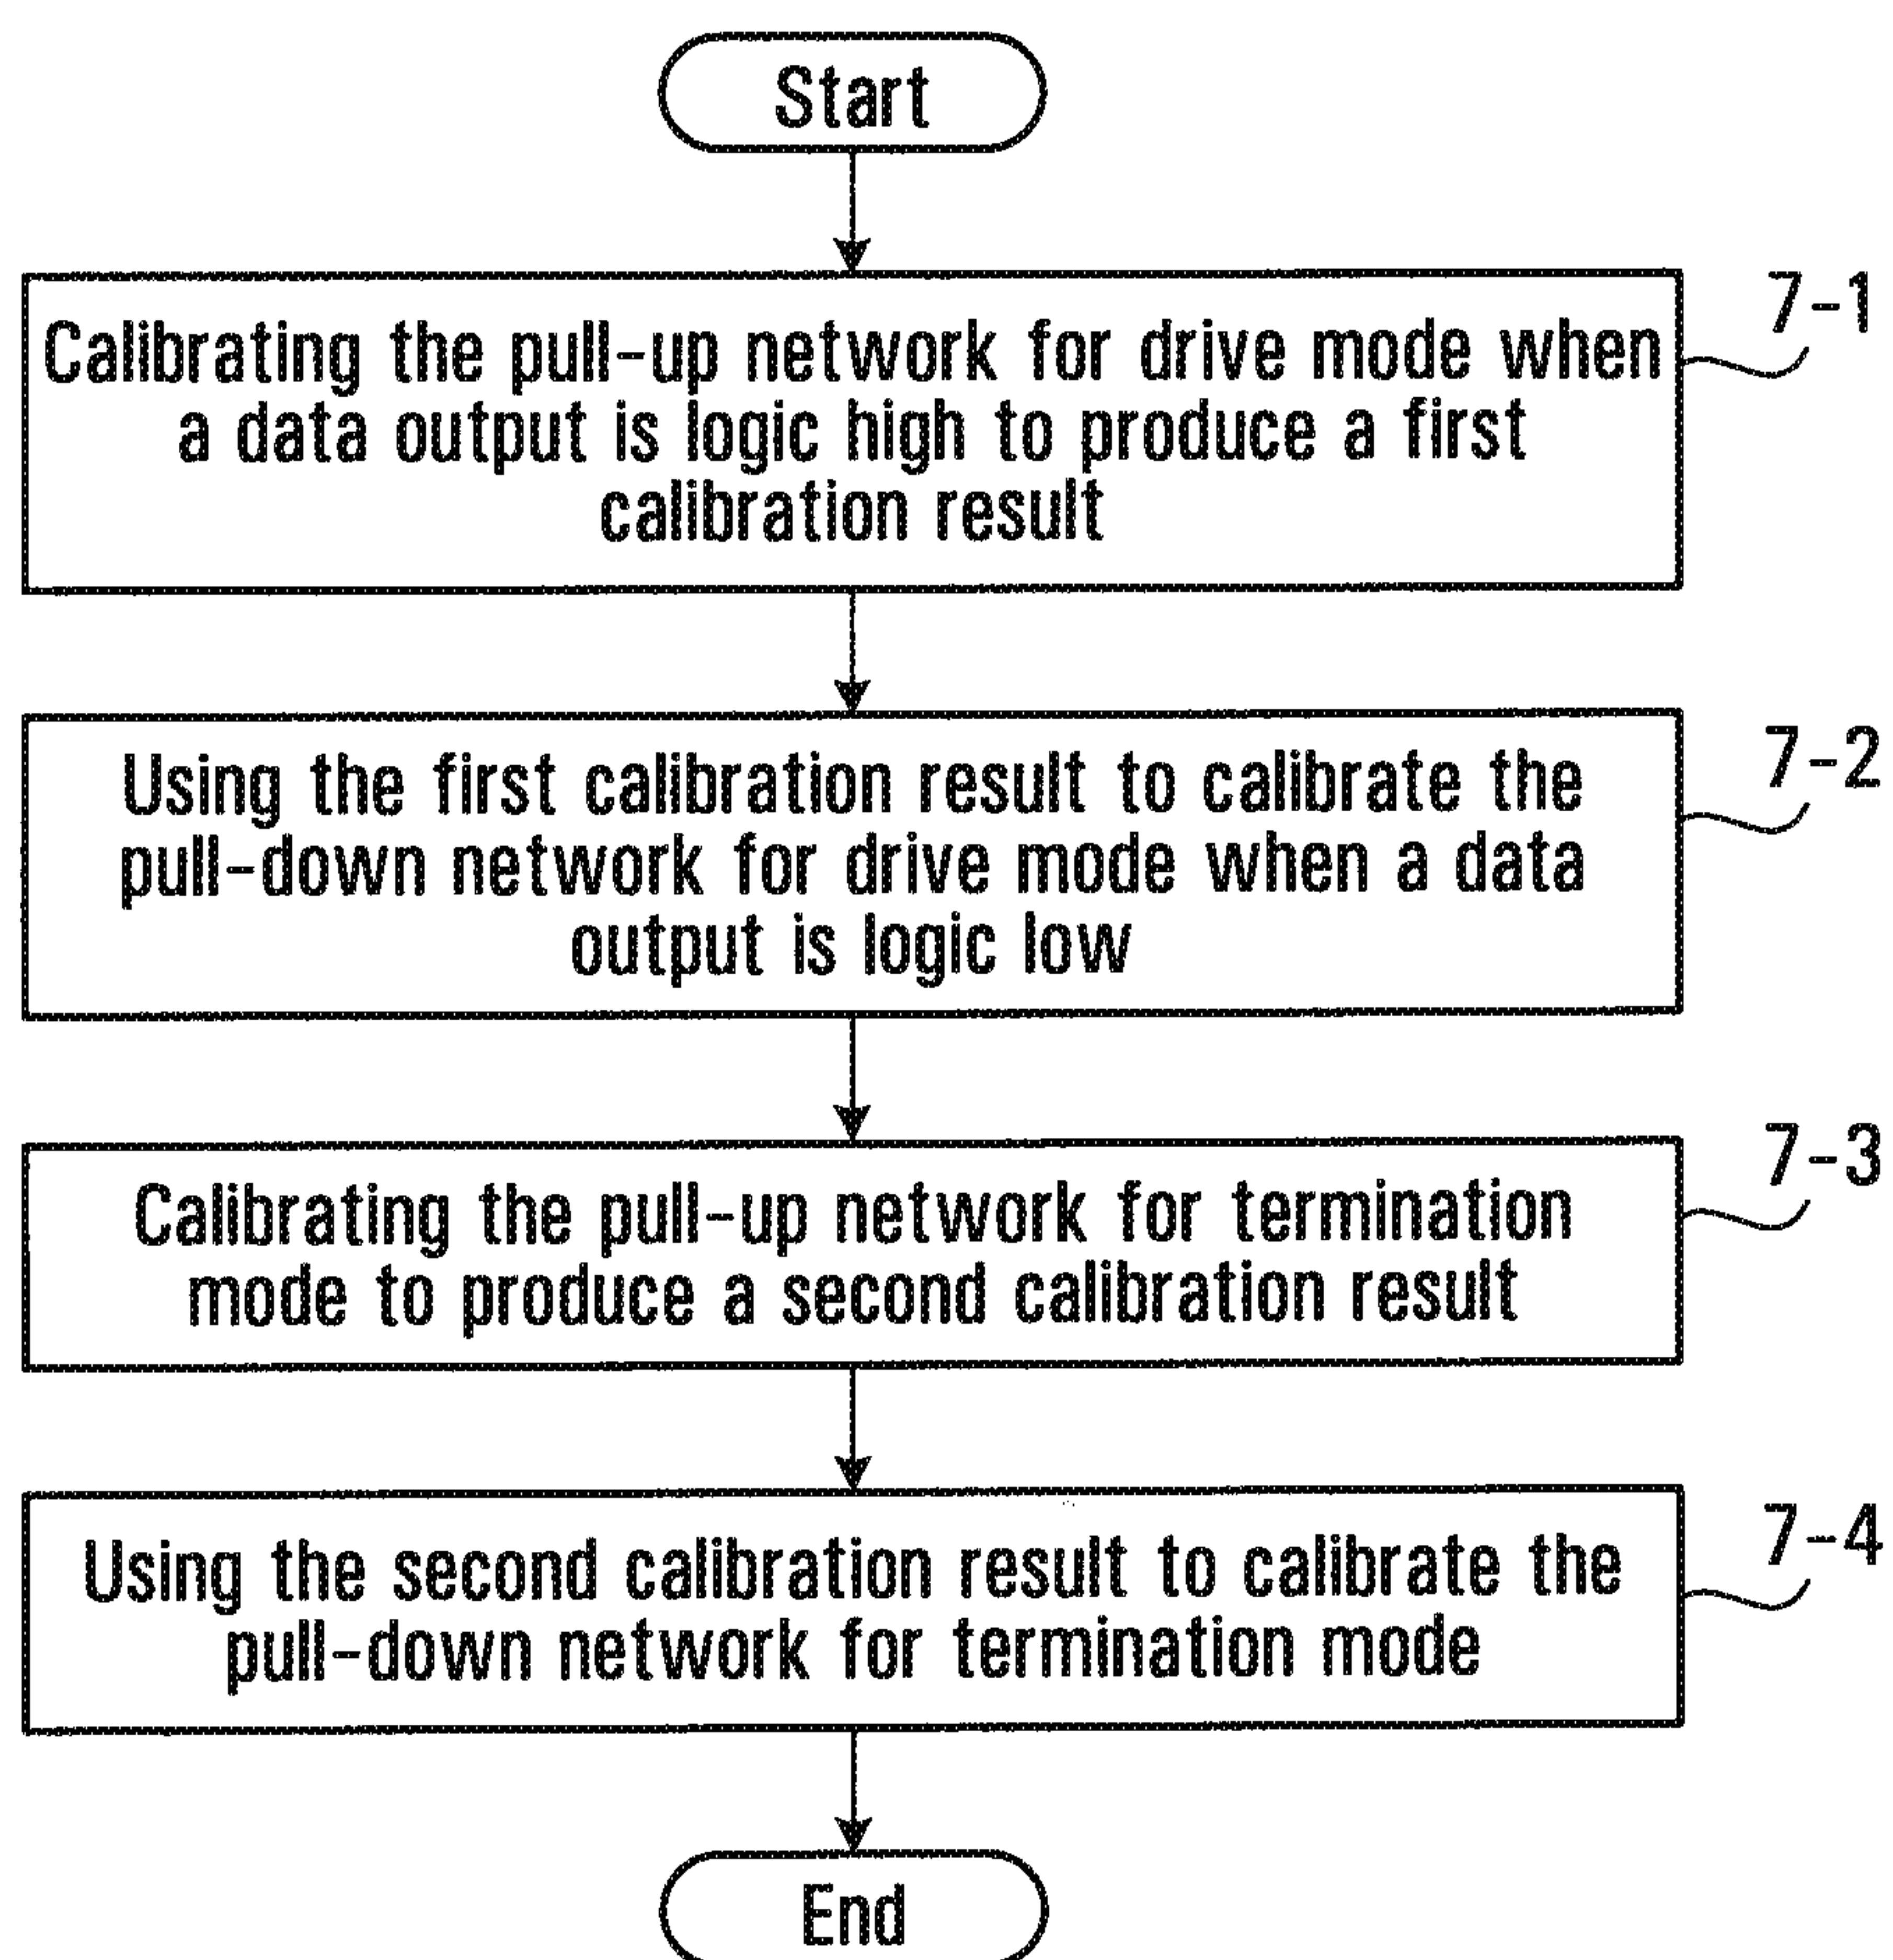 Start
Calibrating the pull-up network for drive mode when
a data output is logic high to produce a first
calibration result
7-1
Using the first calibration result to calibrate the
pull-down network for drive mode when a data
output is logic low
7-2
Calibrating the pull-up network for termination
mode to produce a second calibration result
7-3
Using the second calibration result to calibrate the
pull-down network for termination mode
7-4
End